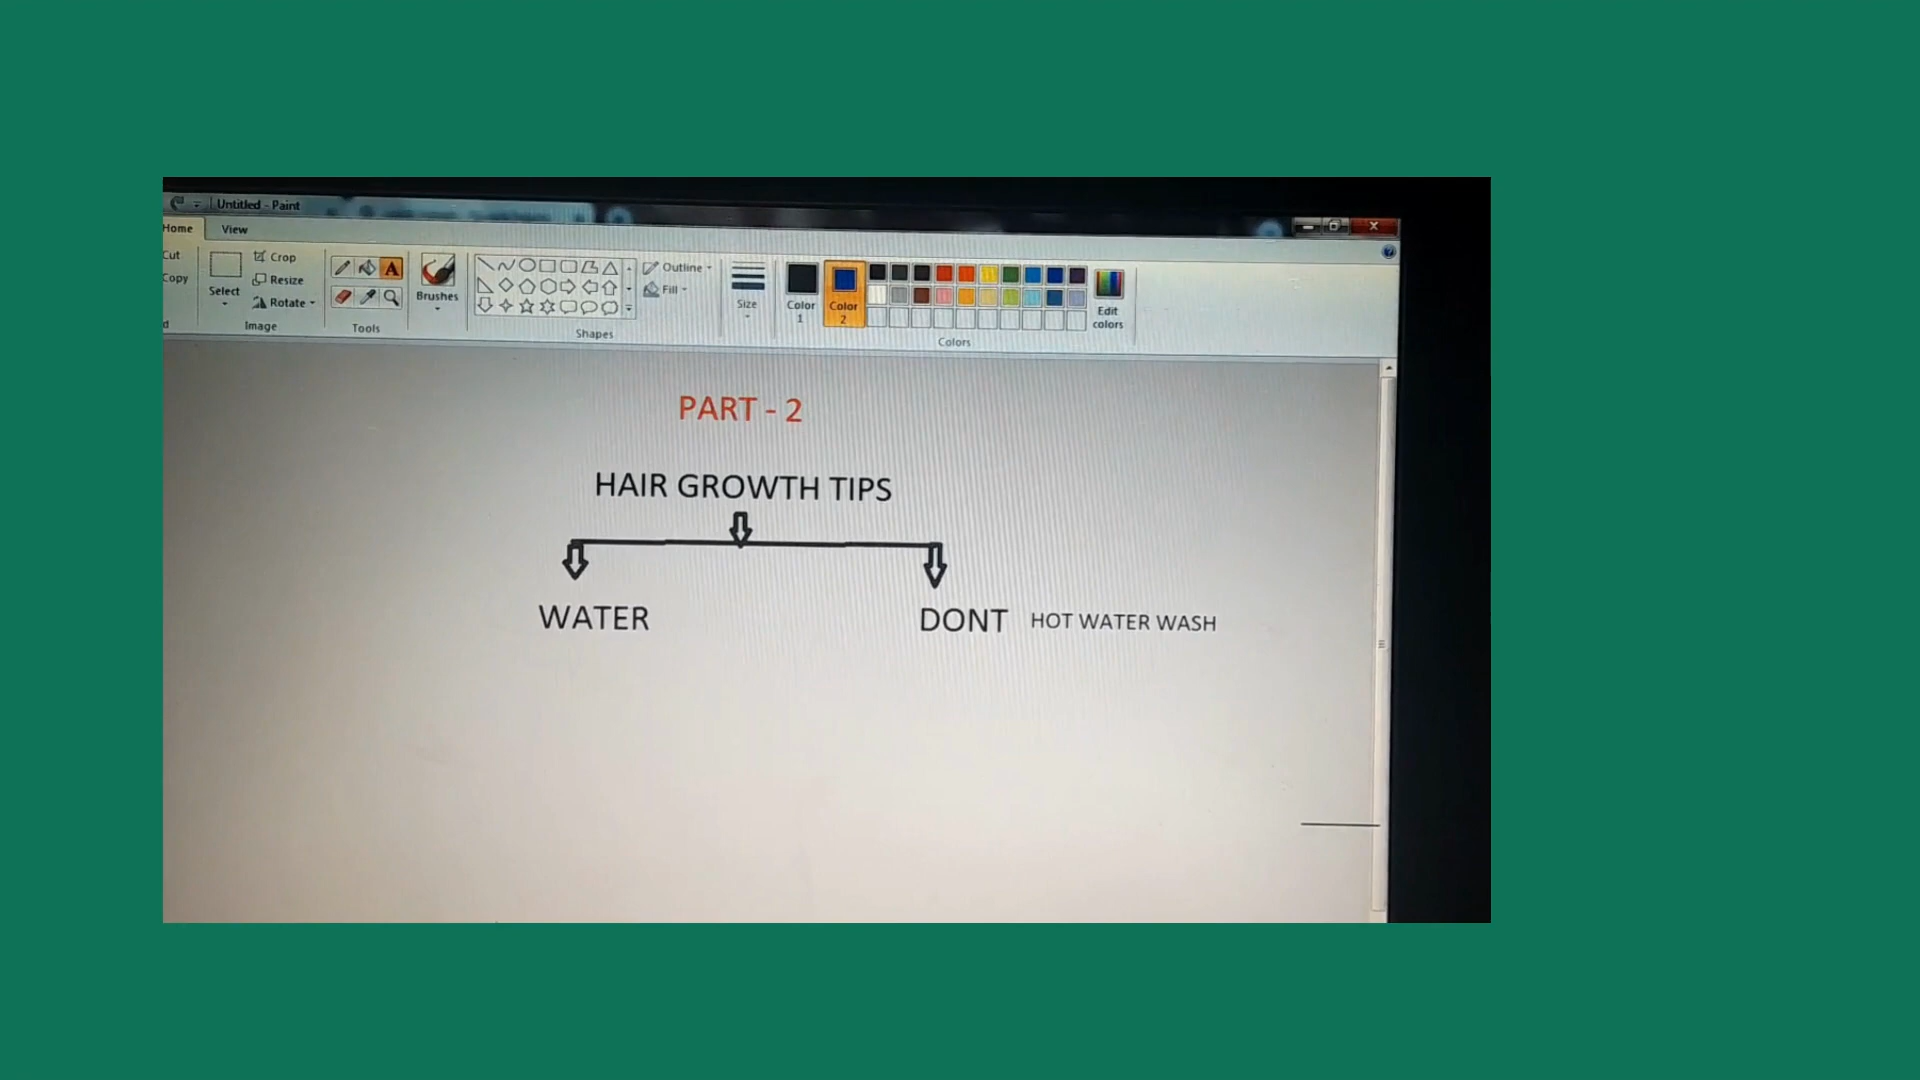 Untitled - Paint
Home View
Cut
Copy
Select
Crop
Resize
Rotate
Image
Tools
Brushes
Shapes
Outline
Fill
Size
Color 1
Color 2
Colors
Edit colors
PART - 2
HAIR GROWTH TIPS
WATER DONT HOT WATER WASH